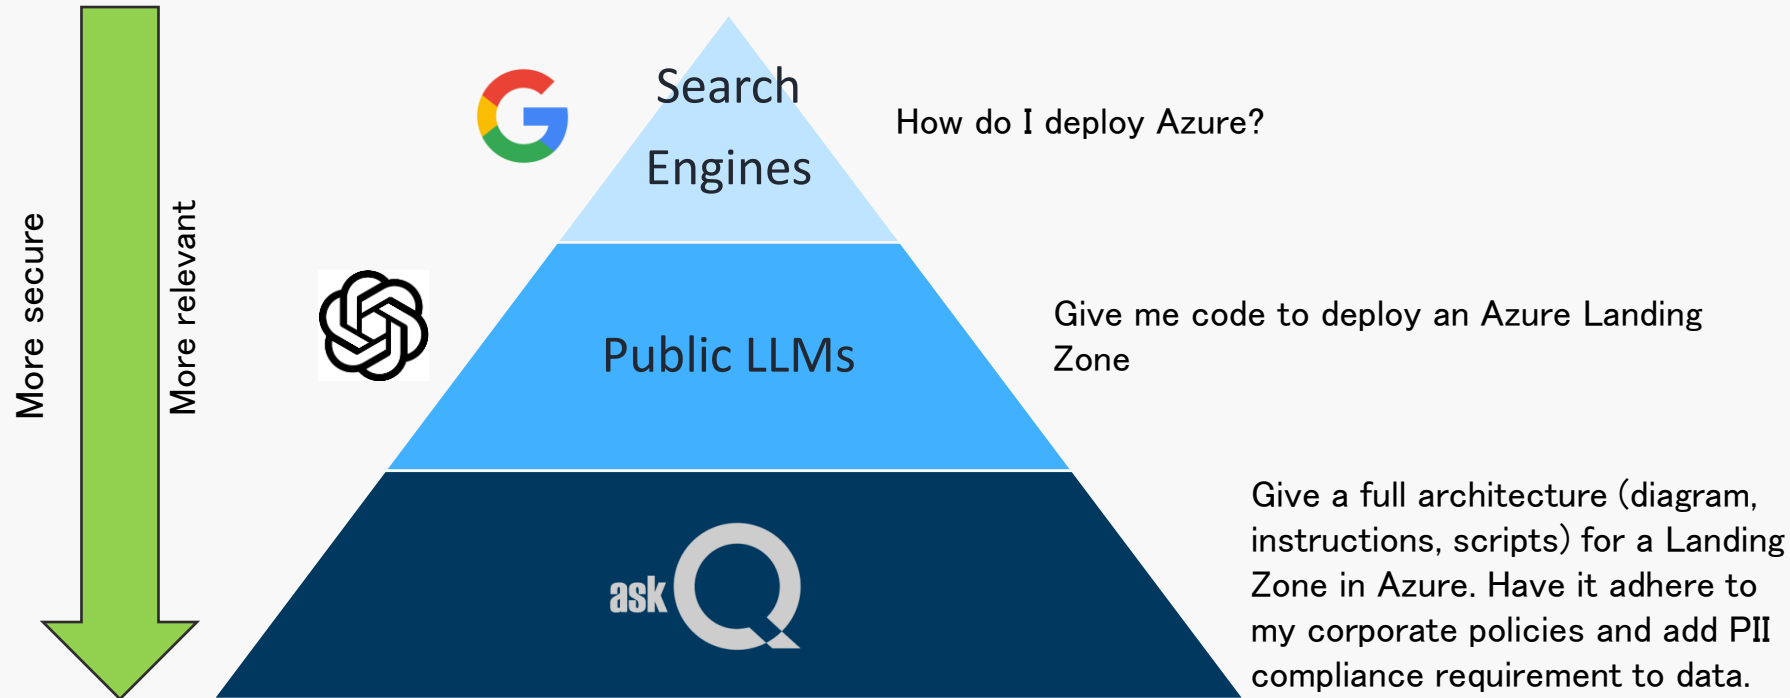 More secure
More relevant
Search
Engines
How do I deploy Azure?
Public LLMs
Give me code to deploy an Azure Landing
Zone
ask Q
Give a full architecture (diagram,
instructions, scripts) for a Landing
Zone in Azure. Have it adhere to
my corporate policies and add PII
compliance requirement to data.